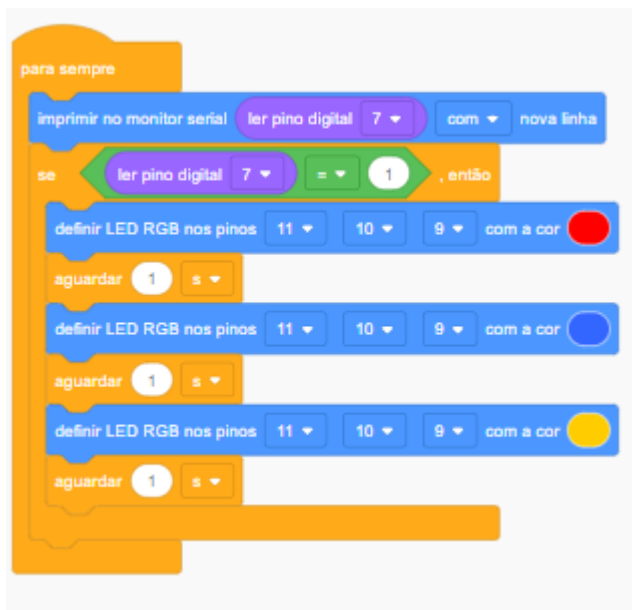 para sempre
imprimir no monitor serial ler pino digital 7 com nova linha
se ler pino digital 7 = 1 , então
definir LED RGB nos pinos 11 10 9 com a cor
aguardar 1 s
definir LED RGB nos pinos 11 10 9 com a cor
aguardar 1 s
definir LED RGB nos pinos 11 10 9 com a cor
aguardar 1 s